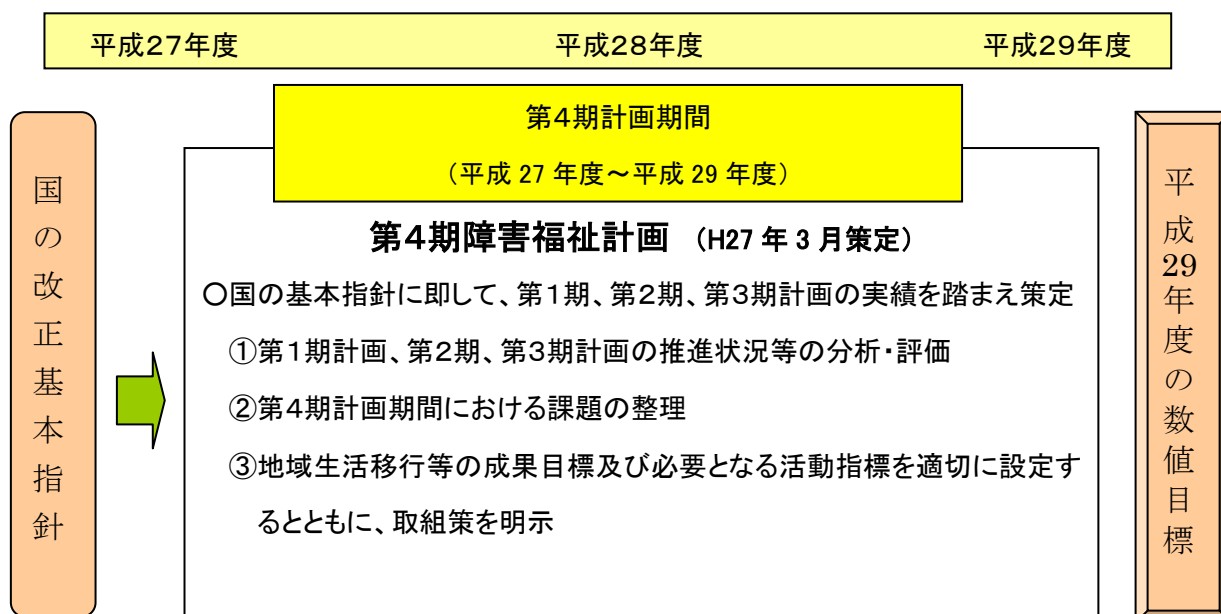 平成27年度 平成28年度 平成29年度
第4期計画期間
（平成 27 年度～平成 29 年度）
国の改正基本指針
第4期障害福祉計画 （H27 年 3 月策定）
○国の基本指針に即して、第1期、第2期、第3期計画の実績を踏まえ策定
①第1期計画、第2期、第3期計画の推進状況等の分析・評価
②第4期計画期間における課題の整理
③地域生活移行等の成果目標及び必要となる活動指標を適切に設定す
るとともに、取組策を明示
平成29年度の数値目標